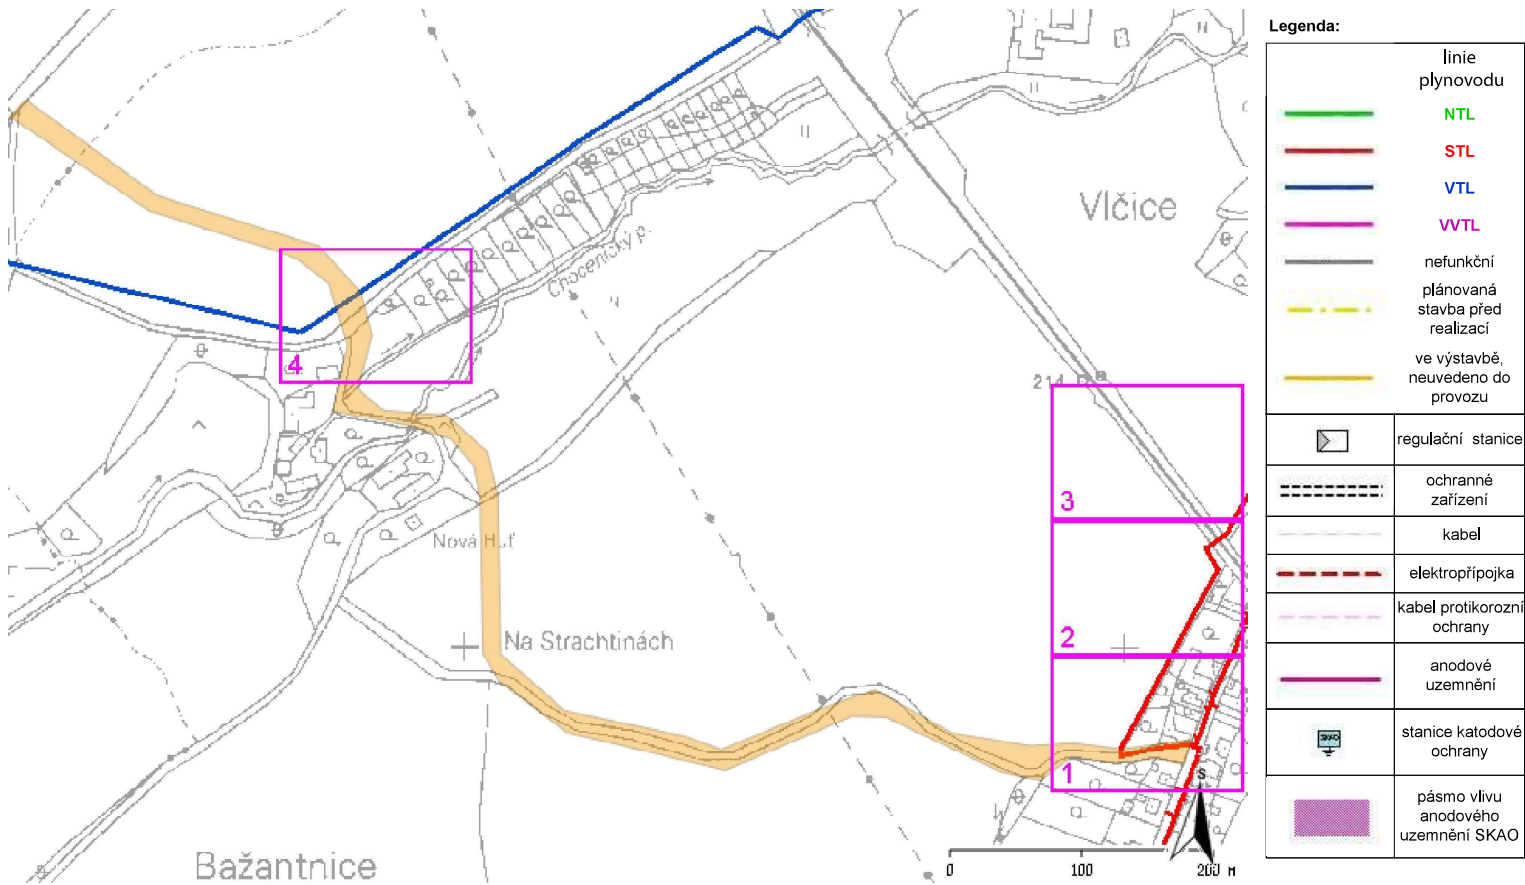 Legenda:
linie
plynovodu
NTL
STL
VTL
VVTL
nefunkční
plánovaná
stavba před
realizací
ve výstavbě,
neuvedeno do
provozu
regulační stanice
ochranné
zařízení
kabel
elektropřípojka
kabel protikorozní
ochrany
anodové
uzemnění
SKAO
stanice katodové
ochrany
pásmo vlivu
anodového
uzemnění SKAO
Vlčice
Chocenický p.
4
214
3
Nová Huť
2
Na Strachtinách
1
S
Bažantnice
0 100 200 M